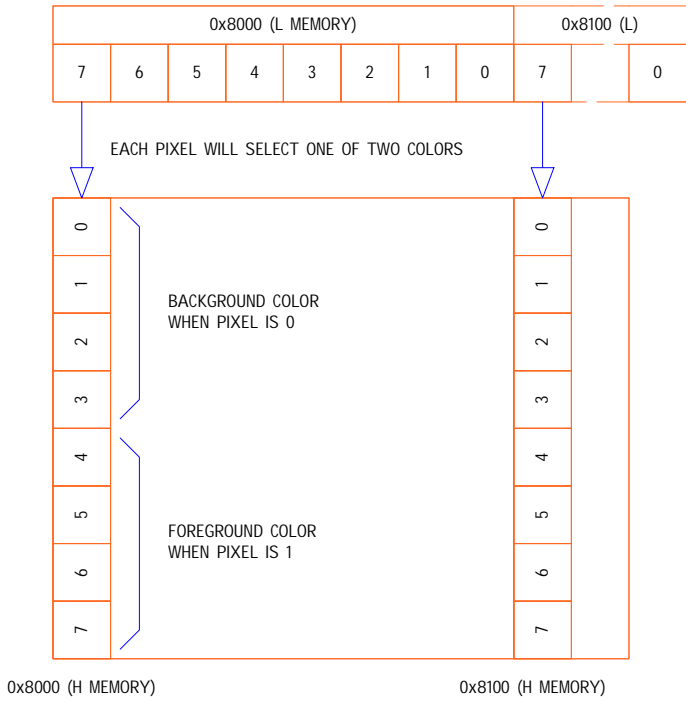 0x8000 (L MEMORY) 0x8100 (L)
7 6 5 4 3 2 1 0 7 0
EACH PIXEL WILL SELECT ONE OF TWO COLORS
0 0
1 1
BACKGROUND COLOR
WHEN PIXEL IS 0
2 2
3 3
4 4
5 5
FOREGROUND COLOR
WHEN PIXEL IS 1
6 6
7 7
0x8000 (H MEMORY) 0x8100 (H MEMORY)